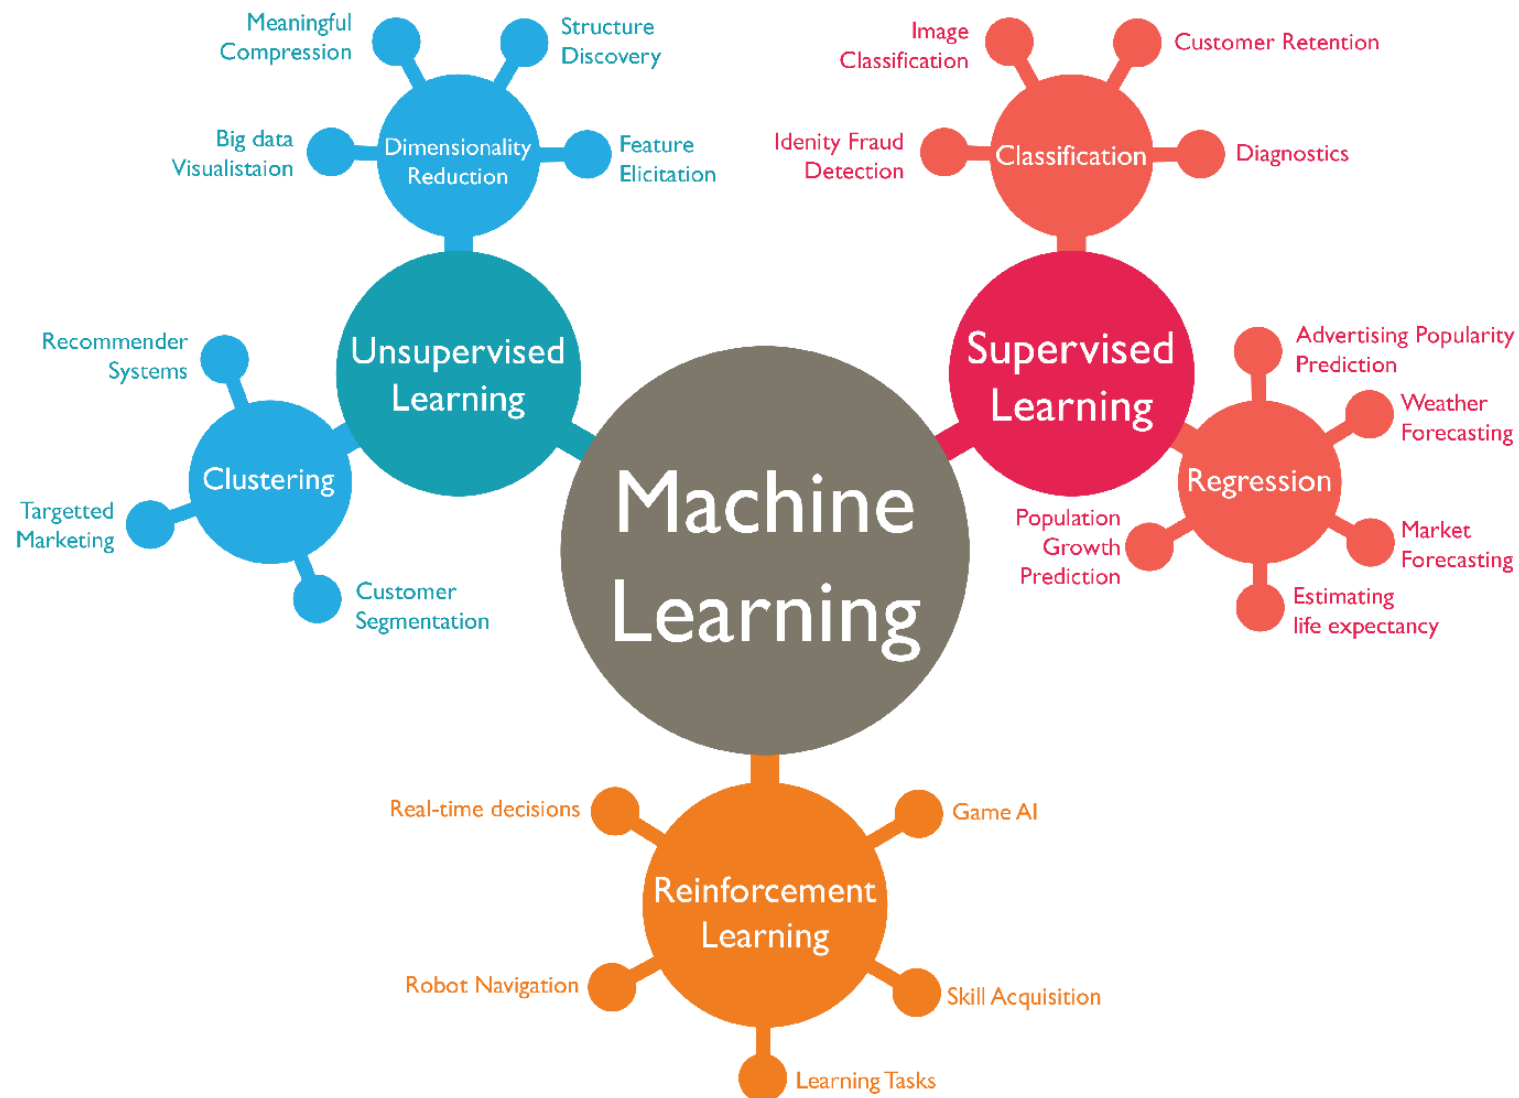 Meaningful
Compression
Structure
Discovery
Big data
Visualistaion
Dimensionality
Reduction
Feature
Elicitation
Image
Classification
Customer Retention
Idenity Fraud
Detection
Classification
Diagnostics
Unsupervised
Learning
Supervised
Learning
Recommender
Systems
Clustering
Targetted
Marketing
Customer
Segmentation
Machine
Learning
Advertising Popularity
Prediction
Weather
Forecasting
Regression
Population
Growth
Prediction
Market
Forecasting
Estimating
life expectancy
Real-time decisions
Game AI
Reinforcement
Learning
Robot Navigation
Skill Acquisition
Learning Tasks